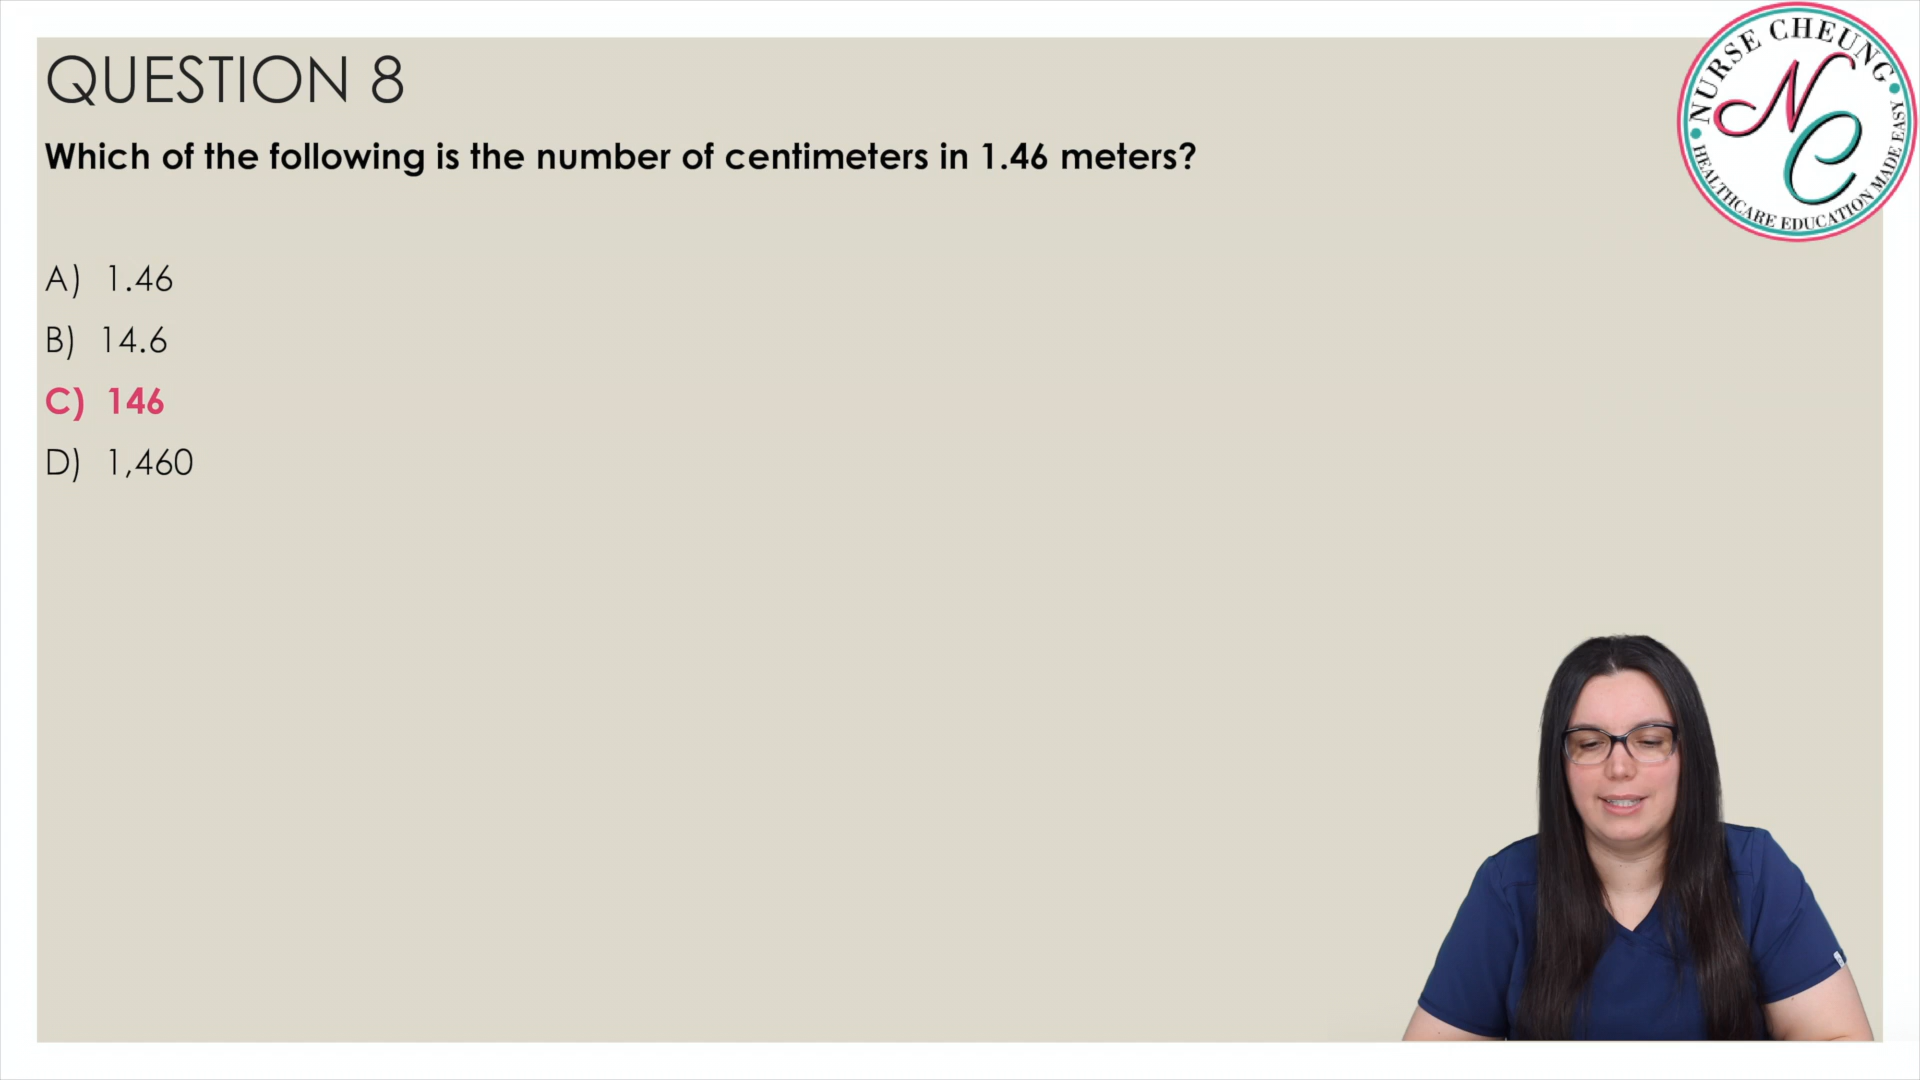 QUESTION 8
Which of the following is the number of centimeters in 1.46 meters?
A) 1.46
B) 14.6
C) 146
D) 1,460
NURSE CHEUNG
NC
HEALTHCARE EDUCATION MADE EASY